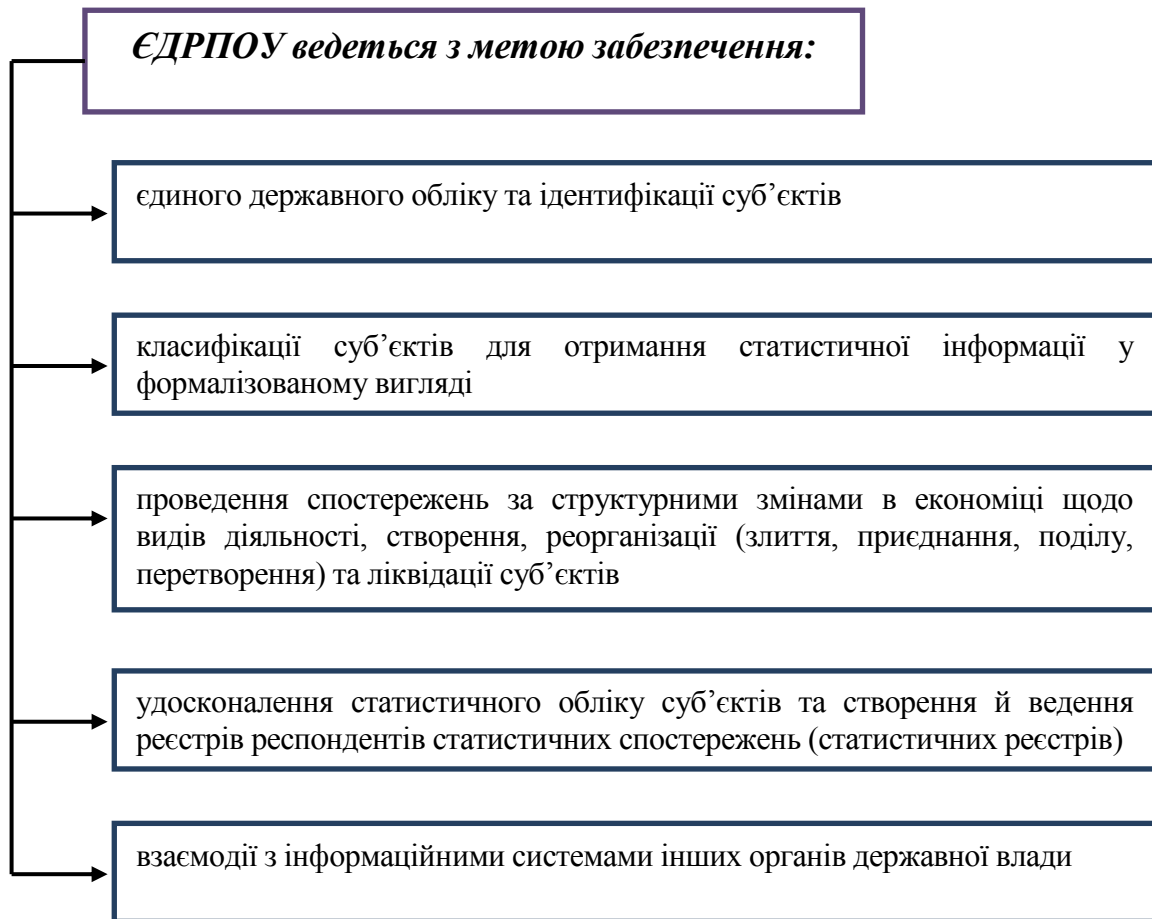 ЄДРПОУ ведеться з метою забезпечення:
єдиного державного обліку та ідентифікації суб’єктів
класифікації суб’єктів для отримання статистичної інформації у
формалізованому вигляді
проведення спостережень за структурними змінами в економіці щодо
видів діяльності, створення, реорганізації (злиття, приєднання, поділу,
перетворення) та ліквідації суб’єктів
удосконалення статистичного обліку суб’єктів та створення й ведення
реєстрів респондентів статистичних спостережень (статистичних реєстрів)
взаємодії з інформаційними системами інших органів державної влади